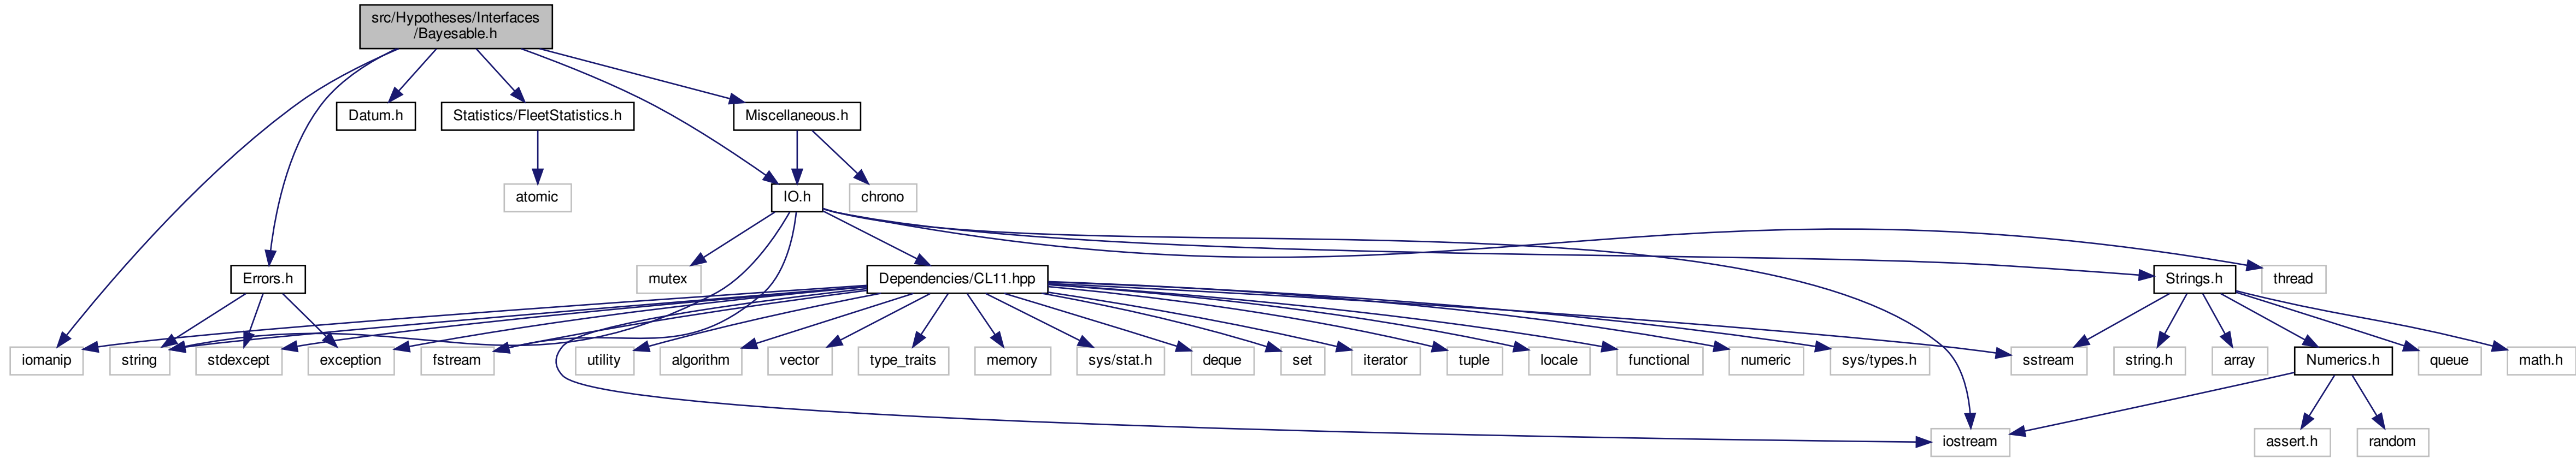 src/Hypotheses/Interfaces
/Bayesable.h
Datum.h
Statistics/FleetStatistics.h
Miscellaneous.h
atomic
IO.h
chrono
Errors.h
mutex
Dependencies/CL11.hpp
Strings.h
thread
iomanip
string
stdexcept
exception
fstream
utility
algorithm
vector
type_traits
memory
sys/stat.h
deque
set
iterator
tuple
locale
functional
numeric
sys/types.h
sstream
string.h
array
Numerics.h
queue
math.h
iostream
assert.h
random